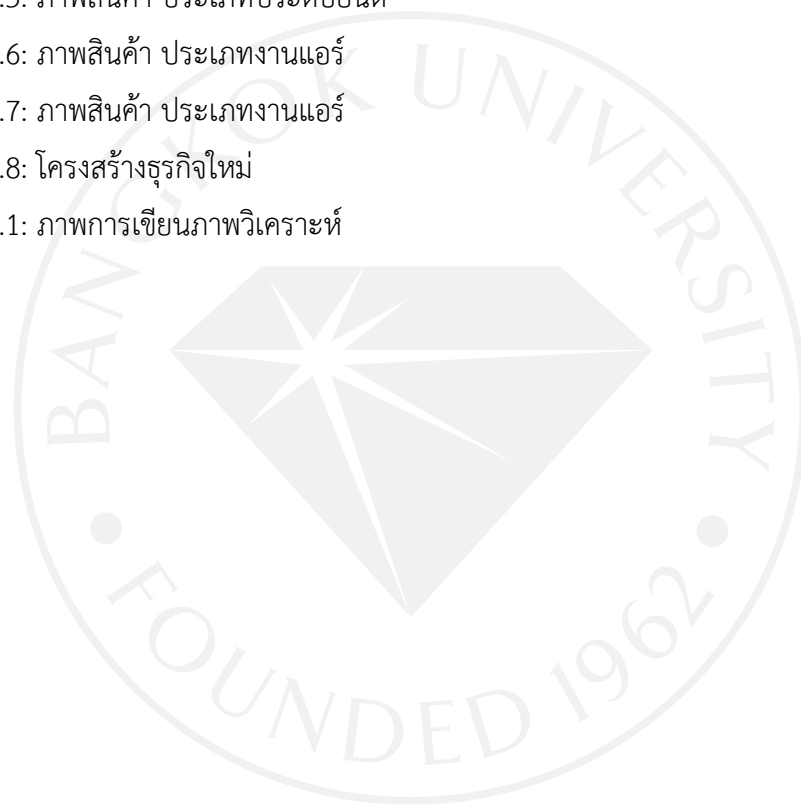 .6: ภาพสินค้า ประเภทงานแอร์
.7: ภาพสินค้า ประเภทงานแอร์
.8: โครงสร้างธุรกิจใหม่
.1: ภาพการเขียนภาพวิเคราะห์
BANGKOK UNIVERSITY
FOUNDED 1962